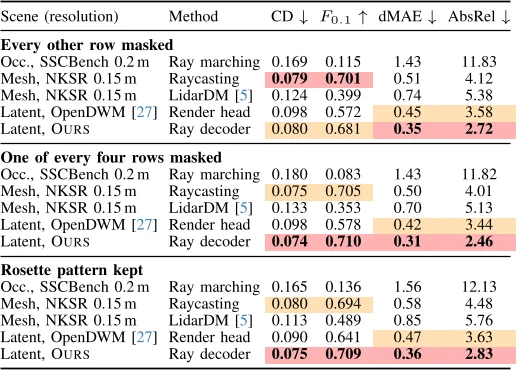 Scene (resolution) Method CD ↓ F0.1 ↑ dMAE ↓ AbsRel ↓
Every other row masked
Occ., SSCBench 0.2 m Ray marching 0.169 0.115 1.43 11.83
Mesh, NKSR 0.15 m Raycasting 0.079 0.701 0.51 4.12
Mesh, NKSR 0.15 m LidarDM [5] 0.124 0.399 0.74 5.38
Latent, OpenDWM [27] Render head 0.098 0.572 0.45 3.58
Latent, OURS Ray decoder 0.080 0.681 0.35 2.72
One of every four rows masked
Occ., SSCBench 0.2 m Ray marching 0.180 0.083 1.43 11.82
Mesh, NKSR 0.15 m Raycasting 0.075 0.705 0.50 4.01
Mesh, NKSR 0.15 m LidarDM [5] 0.133 0.353 0.70 5.13
Latent, OpenDWM [27] Render head 0.098 0.578 0.42 3.44
Latent, OURS Ray decoder 0.074 0.710 0.31 2.46
Rosette pattern kept
Occ., SSCBench 0.2 m Ray marching 0.165 0.136 1.56 12.13
Mesh, NKSR 0.15 m Raycasting 0.080 0.694 0.58 4.48
Mesh, NKSR 0.15 m LidarDM [5] 0.113 0.489 0.85 5.76
Latent, OpenDWM [27] Render head 0.090 0.641 0.47 3.63
Latent, OURS Ray decoder 0.075 0.709 0.36 2.83